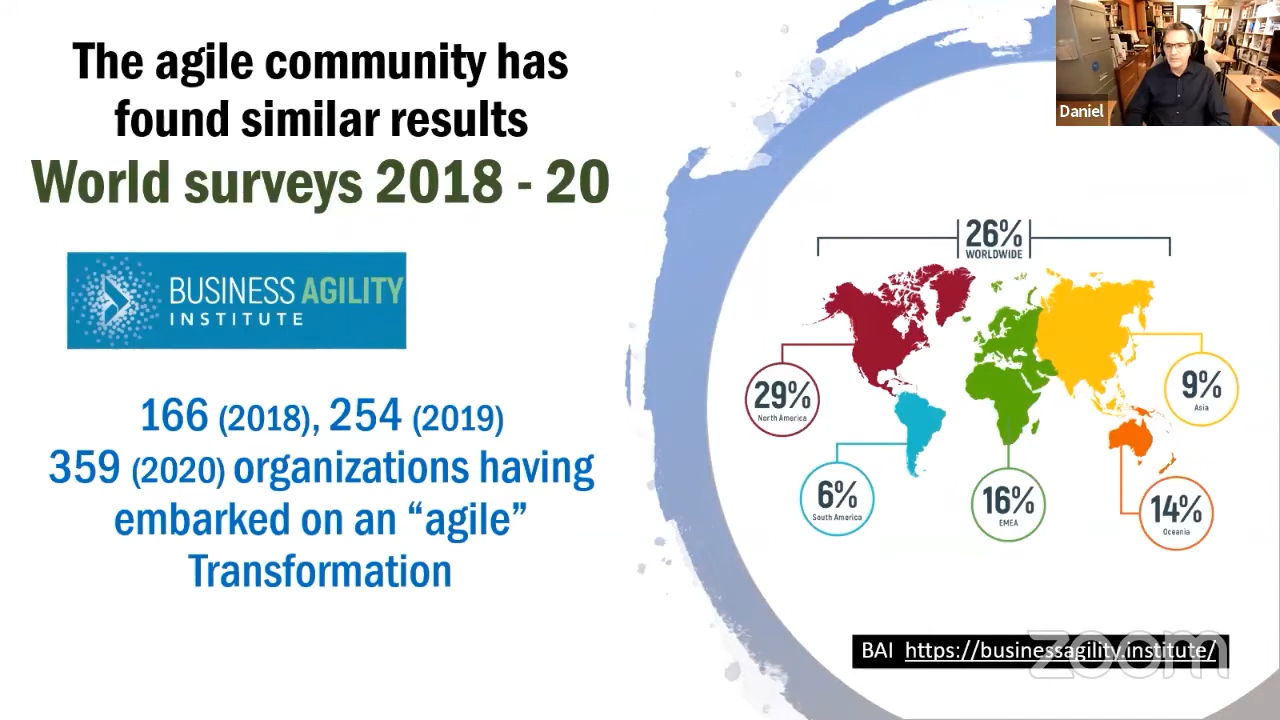 The agile community has
found similar results
World surveys 2018 - 20
BUSINESS AGILITY
INSTITUTE
166 (2018), 254 (2019)
359 (2020) organizations having
embarked on an “agile”
Transformation
Daniel
26%
WORLDWIDE
29%
North America
9%
Asia
6%
South America
16%
EMEA
14%
Oceania
BAI https://businessagility.institute/
zoom